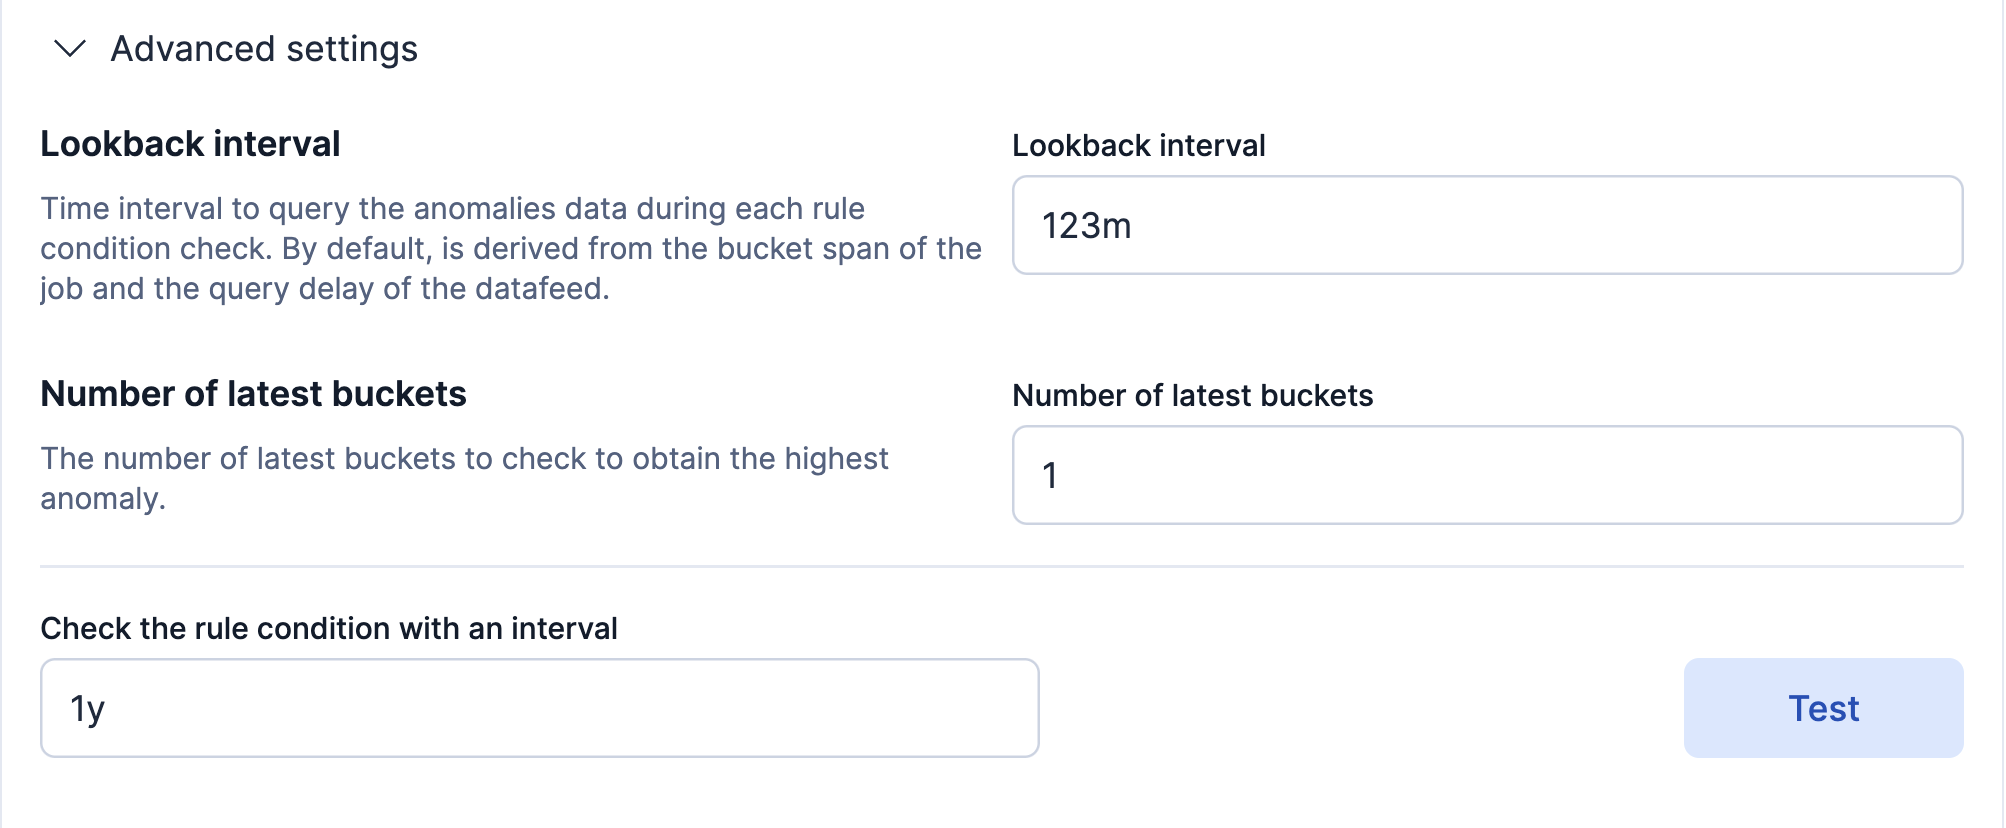 Advanced settings
Lookback interval
Time interval to query the anomalies data during each rule
condition check. By default, is derived from the bucket span of the
job and the query delay of the datafeed.
Lookback interval
123m
Number of latest buckets
The number of latest buckets to check to obtain the highest
anomaly.
Number of latest buckets
1
Check the rule condition with an interval
1y
Test